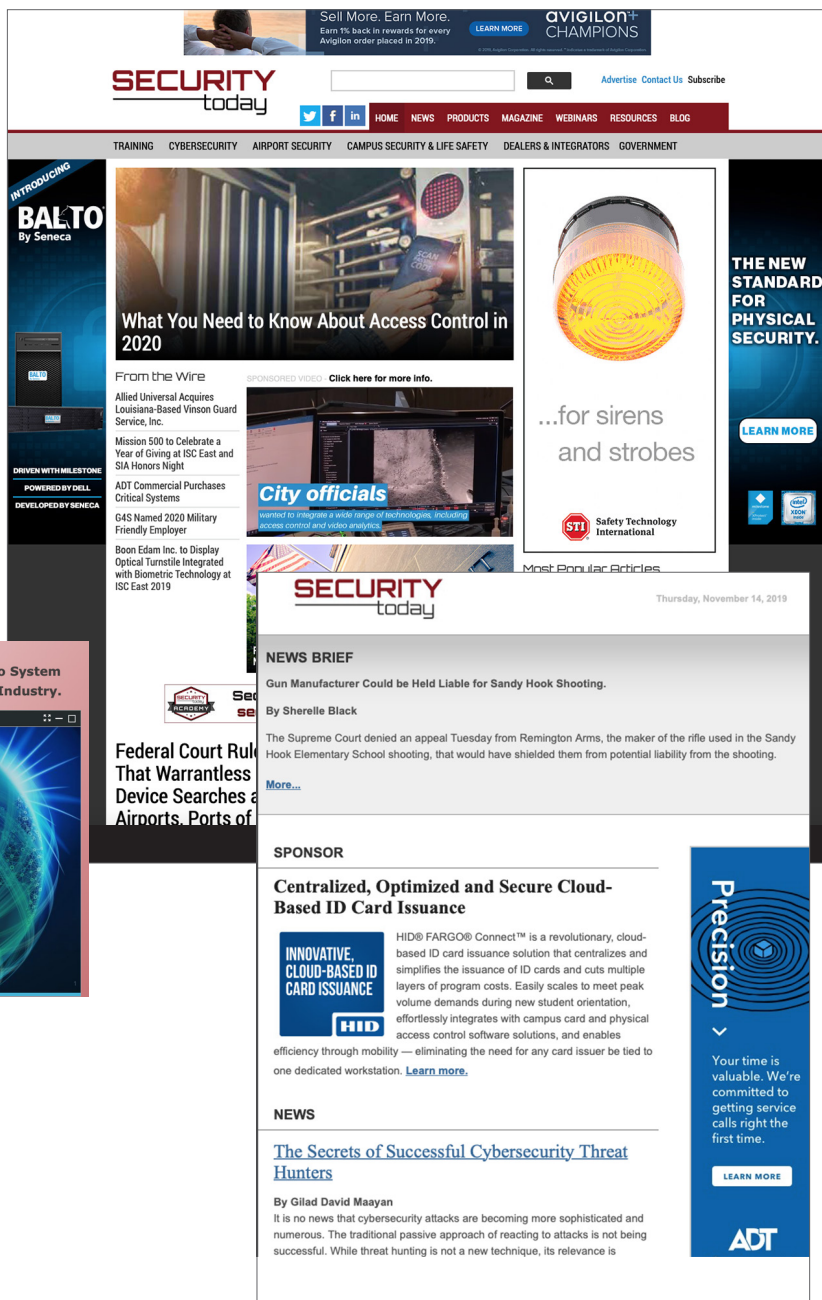 Sell More. Earn More.
Earn 1% back in rewards for every
Avigilon order placed in 2019.
LEARN MORE
avigilon
CHAMPIONS
SECURITY
today
Advertise Contact Us Subscribe
HOME NEWS PRODUCTS MAGAZINE WEBINARS RESOURCES BLOG
TRAINING CYBERSECURITY AIRPORT SECURITY CAMPUS SECURITY & LIFE SAFETY DEALERS & INTEGRATORS GOVERNMENT
INTRODUCING
BALTO
By Seneca
BALTO
BALTO
DRIVEN WITH MILESTONE
POWERED BY DELL
DEVELOPED BY SENECA
SCAN
CODE
What You Need to Know About Access Control in
2020
From the Wire
Allied Universal Acquires
Louisiana-Based Vinson Guard
Service, Inc.
Mission 500 to Celebrate a
Year of Giving at ISC East and
SIA Honors Night
ADT Commercial Purchases
Critical Systems
G4S Named 2020 Military
Friendly Employer
Boon Edam Inc. to Display
Optical Turnstile Integrated
with Biometric Technology at
ISC East 2019
SPONSORED VIDEO - Click here for more info.
City officials
wanted to integrate a wide range of technologies, including
access control and video analytics.
...for sirens
and strobes
STI
Safety Technology
International
Most Popular Articles
THE NEW
STANDARD
FOR
PHYSICAL
SECURITY.
LEARN MORE
intel
XEON
o System
Industry.
SECURITY
today
ACADEMY
Sec
se
Federal Court Rul
That Warrantless
Device Searches a
Airports, Ports of
SECURITY
today
Thursday, November 14, 2019
NEWS BRIEF
Gun Manufacturer Could be Held Liable for Sandy Hook Shooting.
By Sherelle Black
The Supreme Court denied an appeal Tuesday from Remington Arms, the maker of the rifle used in the Sandy
Hook Elementary School shooting, that would have shielded them from potential liability from the shooting.
More...
SPONSOR
Centralized, Optimized and Secure Cloud-
Based ID Card Issuance
INNOVATIVE,
CLOUD-BASED ID
CARD ISSUANCE
HID
HID® FARGO® Connect™ is a revolutionary, cloud-
based ID card issuance solution that centralizes and
simplifies the issuance of ID cards and cuts multiple
layers of program costs. Easily scales to meet peak
volume demands during new student orientation,
effortlessly integrates with campus card and physical
access control software solutions, and enables
efficiency through mobility — eliminating the need for any card issuer be tied to
one dedicated workstation. Learn more.
NEWS
The Secrets of Successful Cybersecurity Threat
Hunters
By Gilad David Maayan
It is no news that cybersecurity attacks are becoming more sophisticated and
numerous. The traditional passive approach of reacting to attacks is not being
successful. While threat hunting is not a new technique, its relevance is
Precision
Your time is
valuable. We're
committed to
getting service
calls right the
first time.
LEARN MORE
ADT